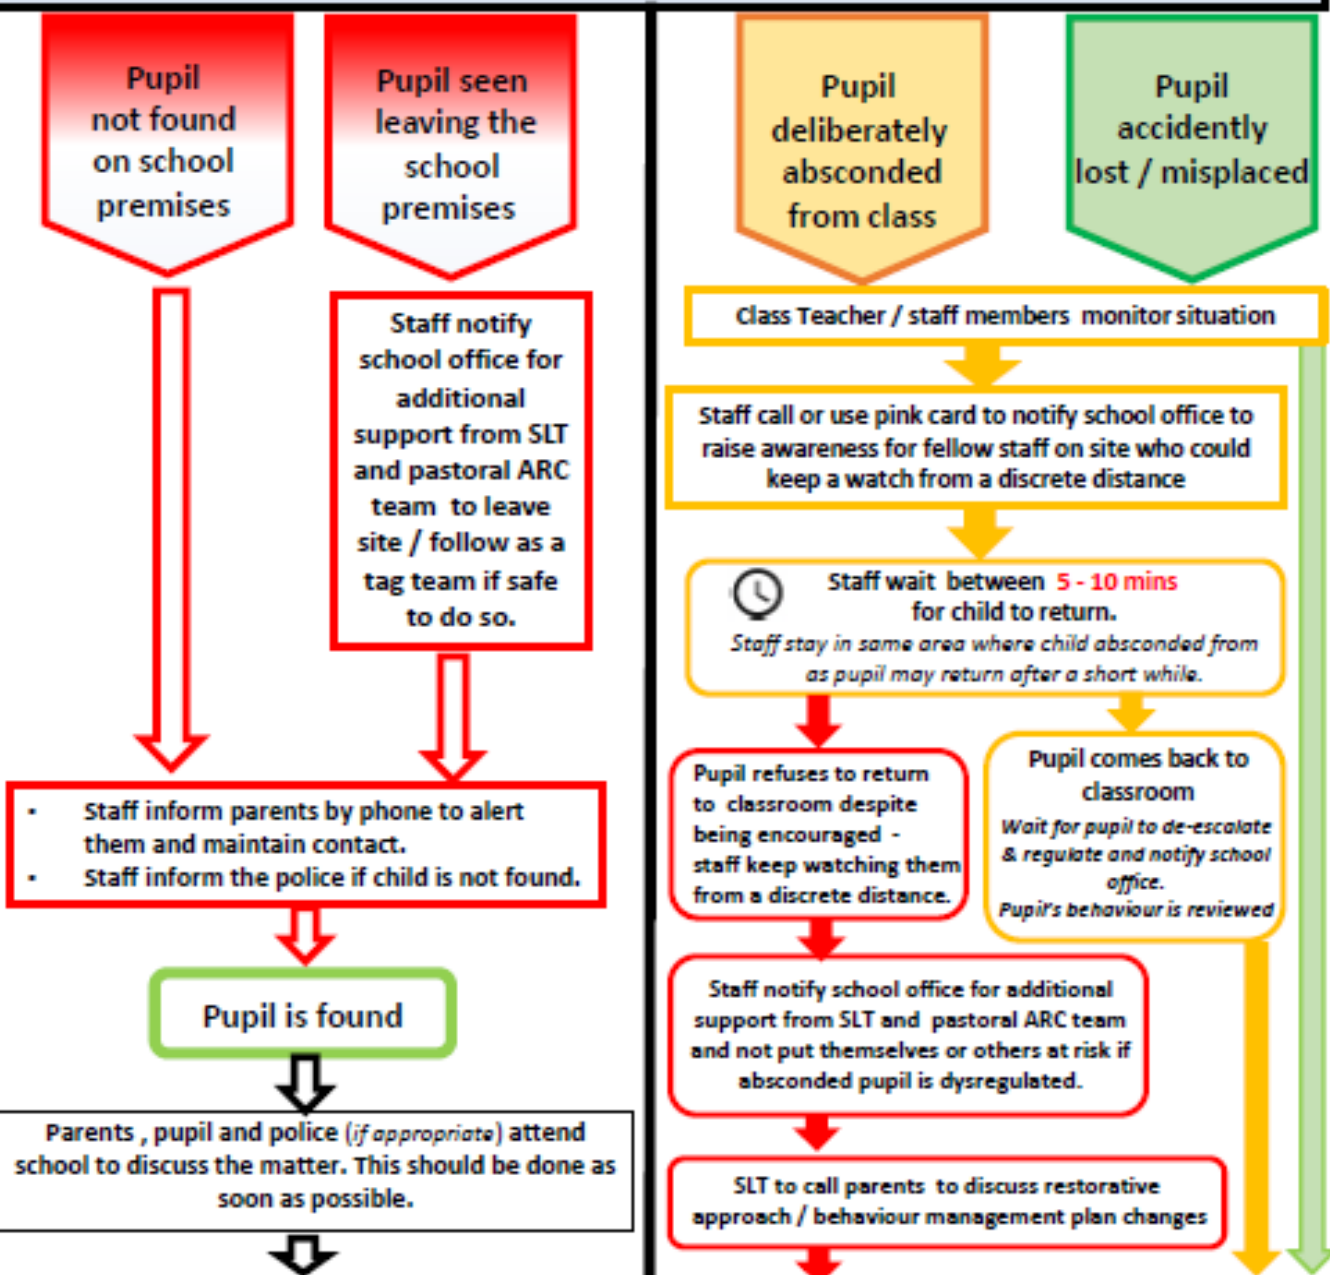 Pupil
not found
on school
premises
Pupil seen
leaving the
school
premises
Staff notify
school office for
additional
support from SLT
and pastoral ARC
team to leave
site / follow as a
tag team if safe
to do so.
• Staff inform parents by phone to alert
them and maintain contact.
• Staff inform the police if child is not found.
Pupil is found
Parents , pupil and police (if appropriate) attend
school to discuss the matter. This should be done as
soon as possible.
Pupil
deliberately
absconded
from class
Pupil
accidently
lost / misplaced
Class Teacher / staff members monitor situation
Staff call or use pink card to notify school office to
raise awareness for fellow staff on site who could
keep a watch from a discrete distance
Staff wait between 5 - 10 mins
for child to return.
Staff stay in same area where child absconded from
as pupil may return after a short while.
Pupil refuses to return
to classroom despite
being encouraged -
staff keep watching them
from a discrete distance.
Pupil comes back to
classroom
Wait for pupil to de-escalate
& regulate and notify school
office.
Pupil's behaviour is reviewed
Staff notify school office for additional
support from SLT and pastoral ARC team
and not put themselves or others at risk if
absconded pupil is dysregulated.
SLT to call parents to discuss restorative
approach / behaviour management plan changes